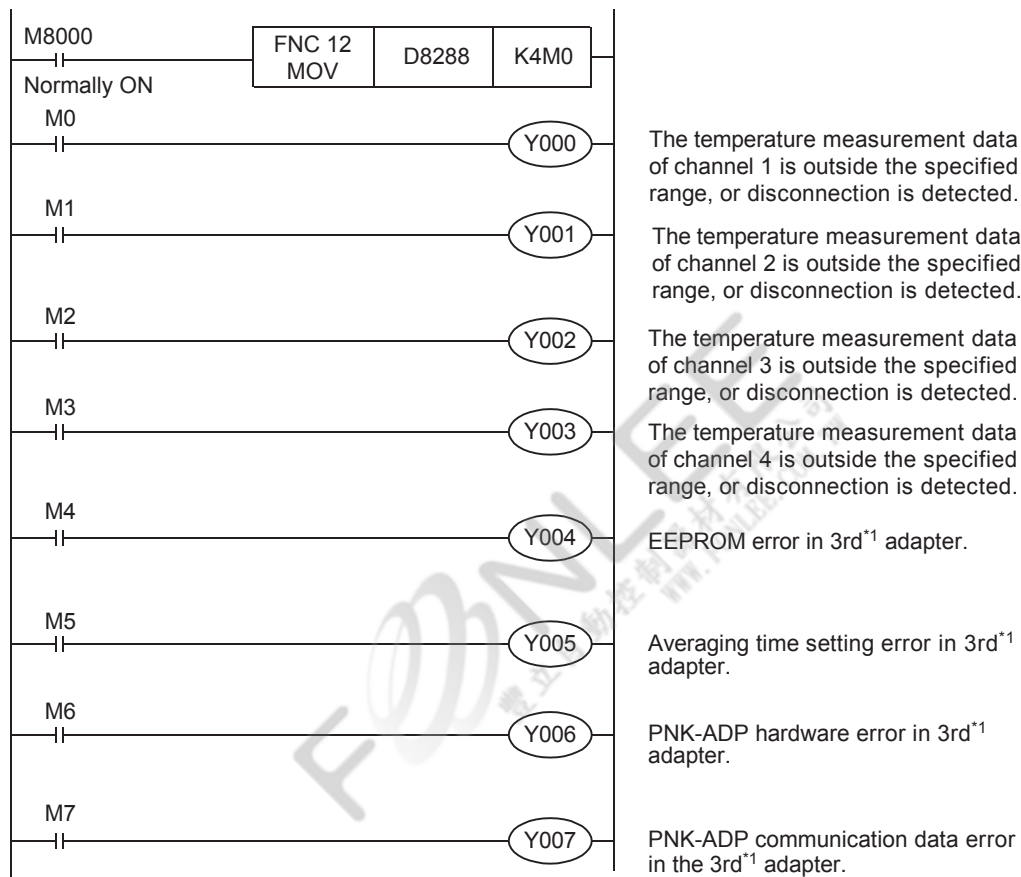 M8000
FNC 12
MOV
D8288
K4M0
Normally ON
M0
Y000
The temperature measurement data
of channel 1 is outside the specified
range, or disconnection is detected.
M1
Y001
The temperature measurement data
of channel 2 is outside the specified
range, or disconnection is detected.
M2
Y002
The temperature measurement data
of channel 3 is outside the specified
range, or disconnection is detected.
M3
Y003
The temperature measurement data
of channel 4 is outside the specified
range, or disconnection is detected.
M4
Y004
EEPROM error in 3rd*1 adapter.
M5
Y005
Averaging time setting error in 3rd*1
adapter.
M6
Y006
PNK-ADP hardware error in 3rd*1
adapter.
M7
Y007
PNK-ADP communication data error
in the 3rd*1 adapter.